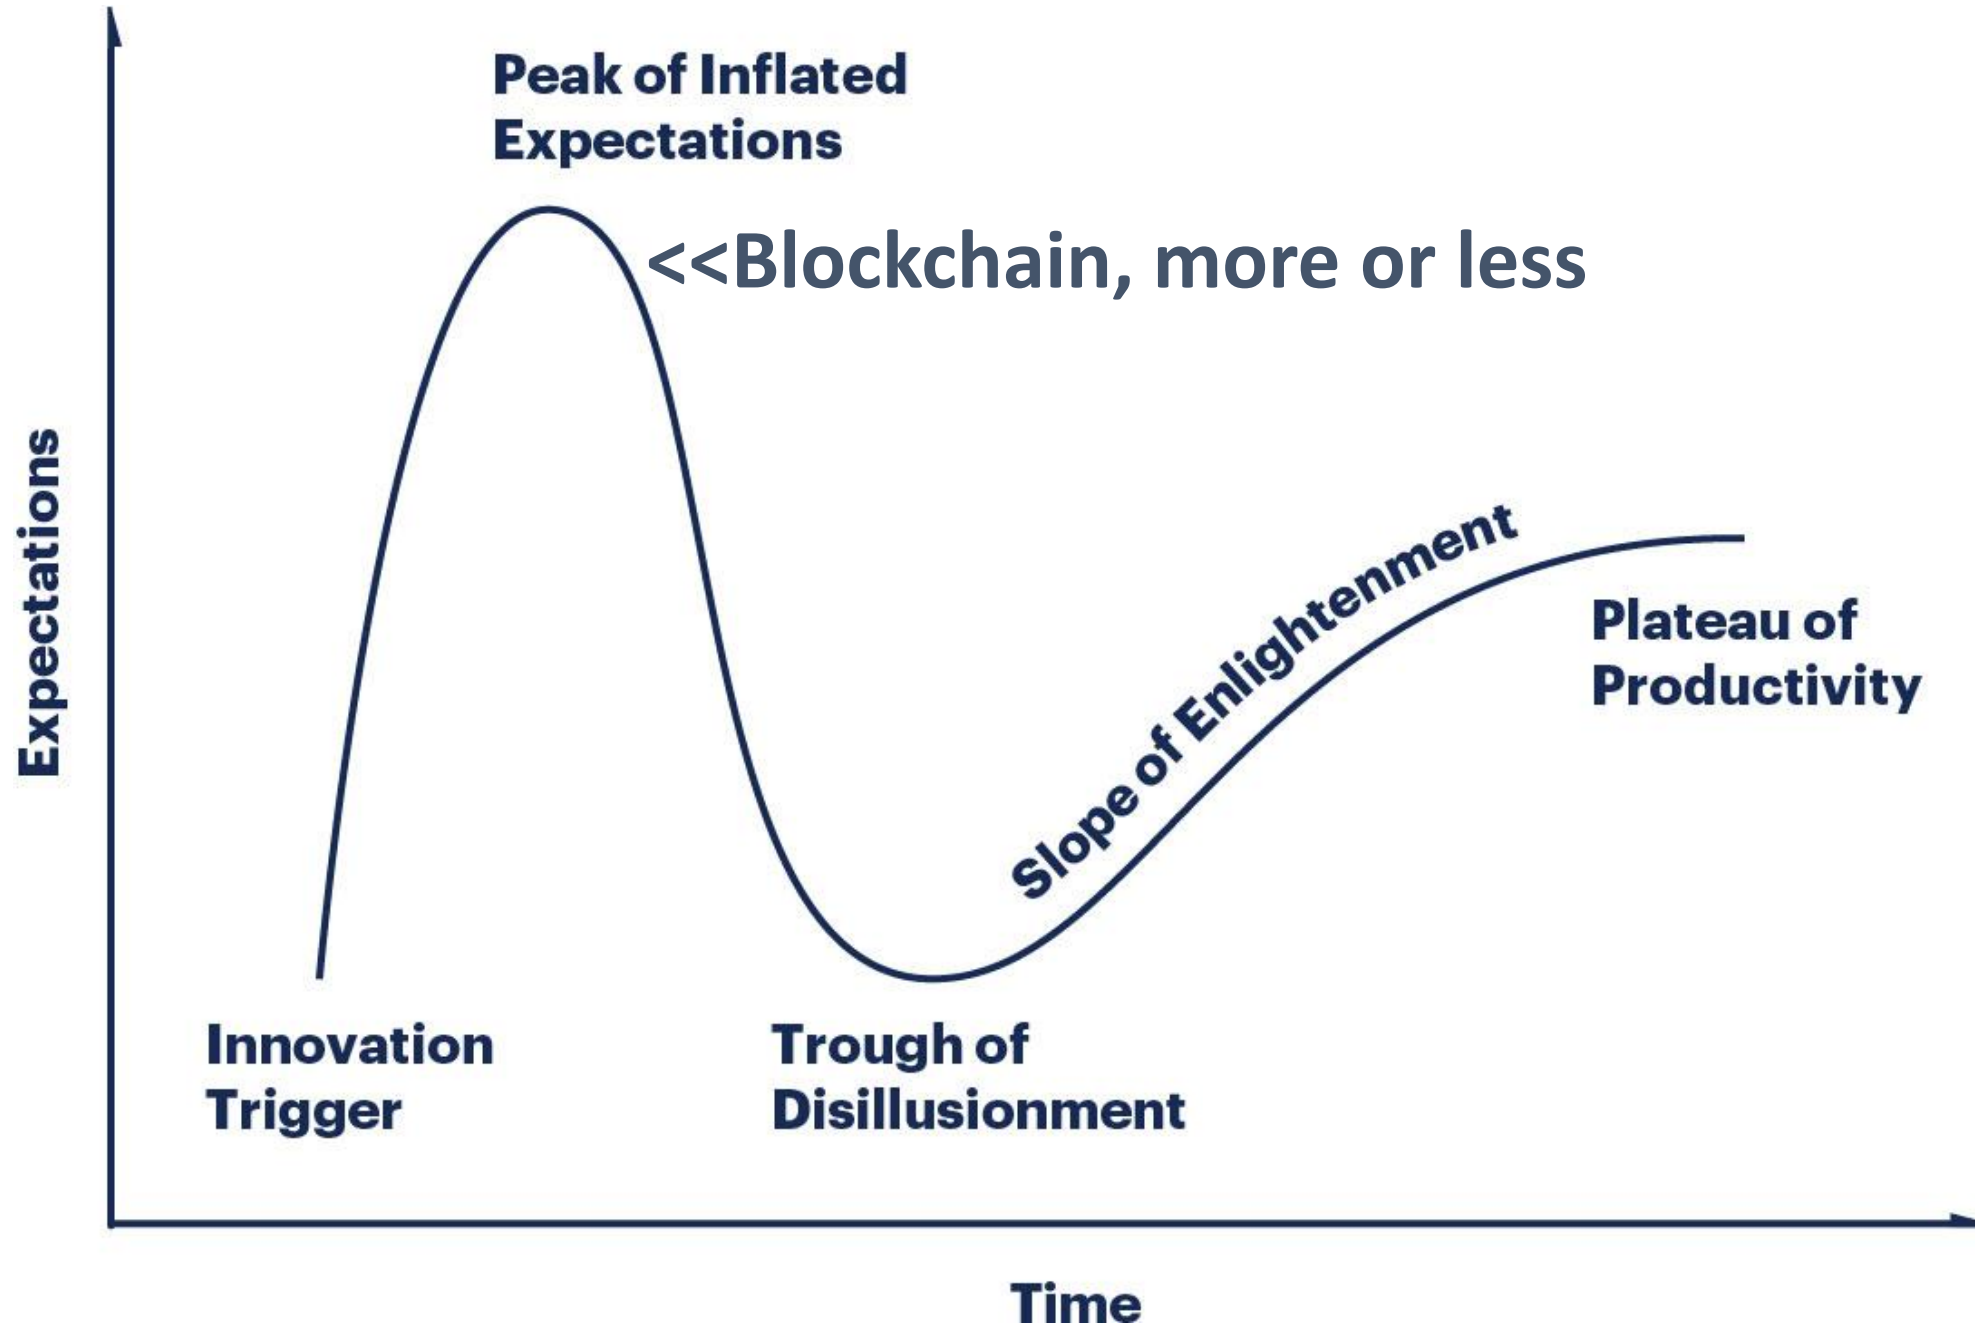 Peak of Inflated
Expectations
<<Blockchain, more or less
Expectations
Slope of Enlightenment
Plateau of
Productivity
Innovation
Trigger
Trough of
Disillusionment
Time